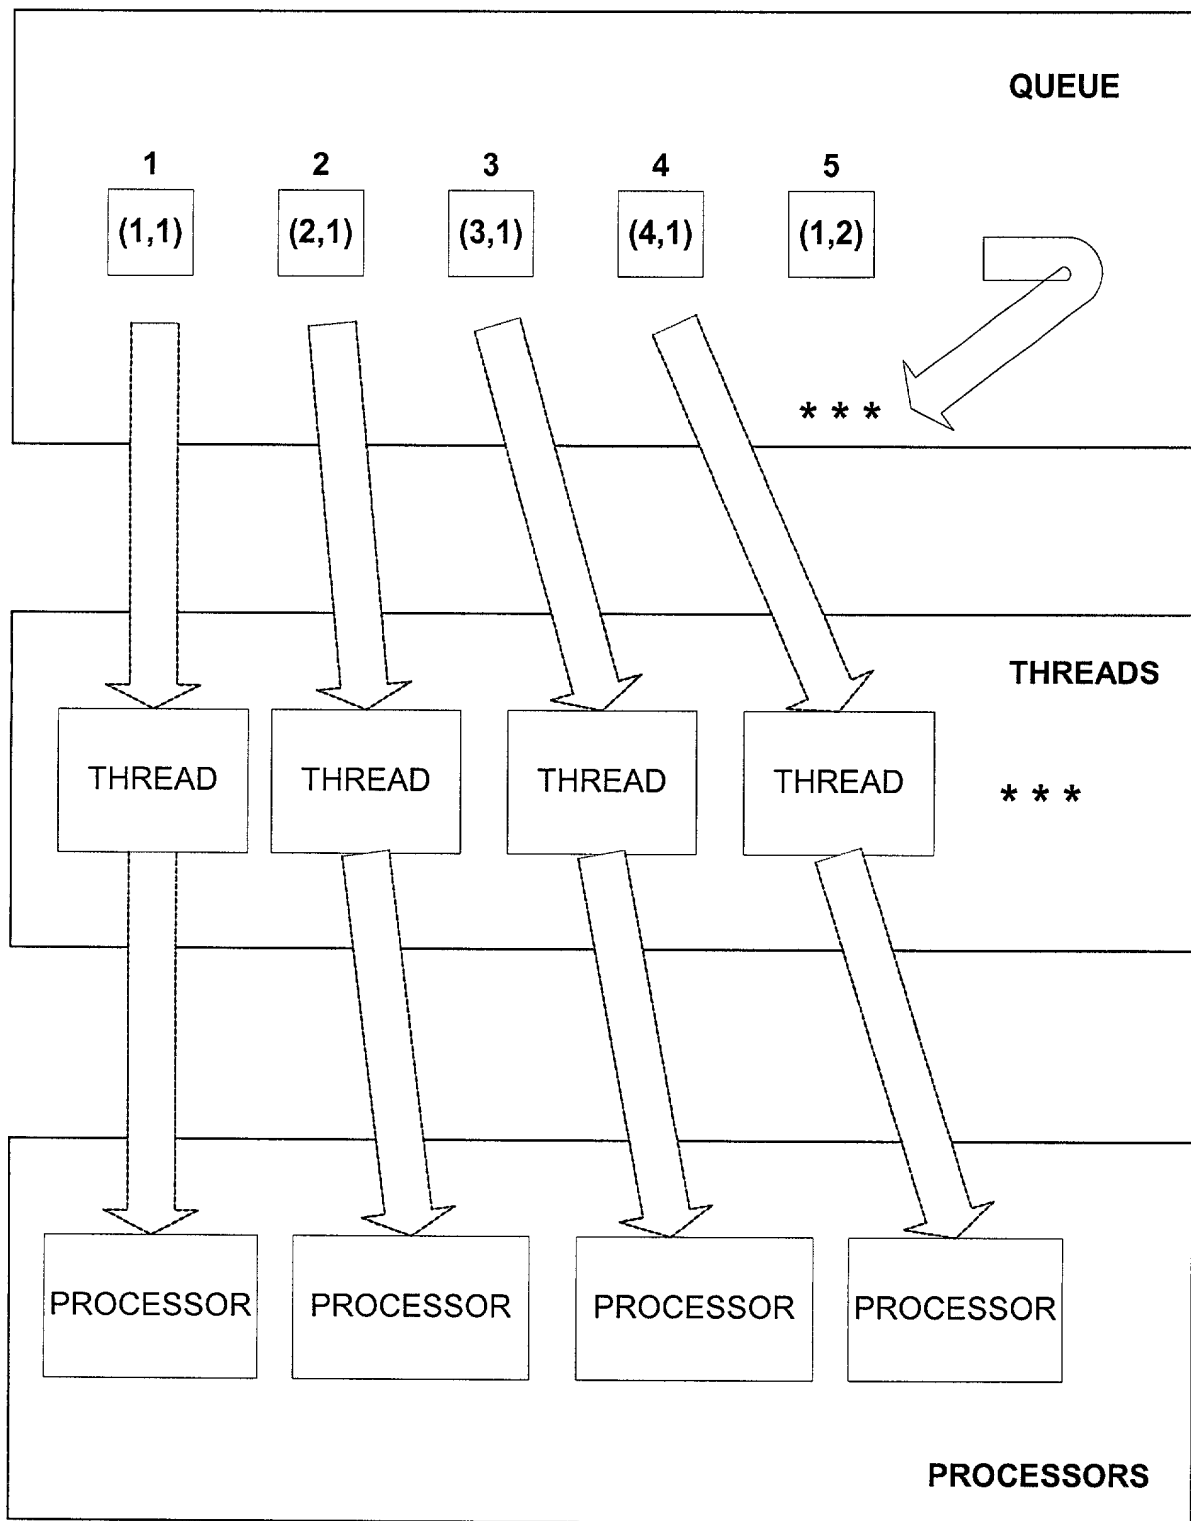 QUEUE
1 2 3 4 5
(1,1) (2,1) (3,1) (4,1) (1,2)
* * *
THREADS
THREAD THREAD THREAD THREAD
* * *
PROCESSOR PROCESSOR PROCESSOR PROCESSOR
PROCESSORS